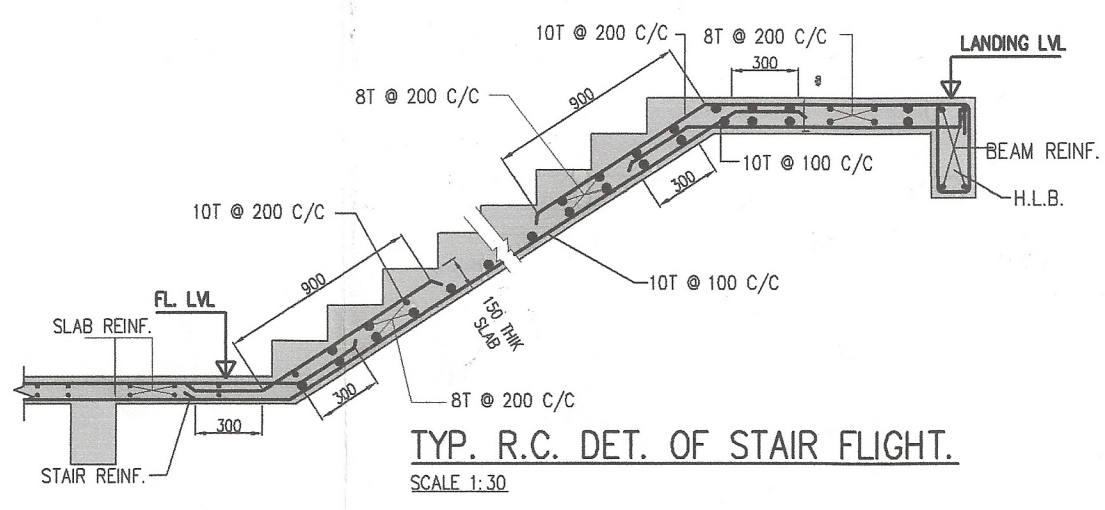 10T @ 200 C/C
8T @ 200 C/C
LANDING LVL
300
8T @ 200 C/C
900
10T @ 100 C/C
BEAM REINF.
300
H.L.B.
10T @ 200 C/C
900
10T @ 100 C/C
FL. LVL
150 THIK
SLAB
SLAB REINF.
300
8T @ 200 C/C
300
TYP. R.C. DET. OF STAIR FLIGHT.
STAIR REINF.
SCALE 1:30